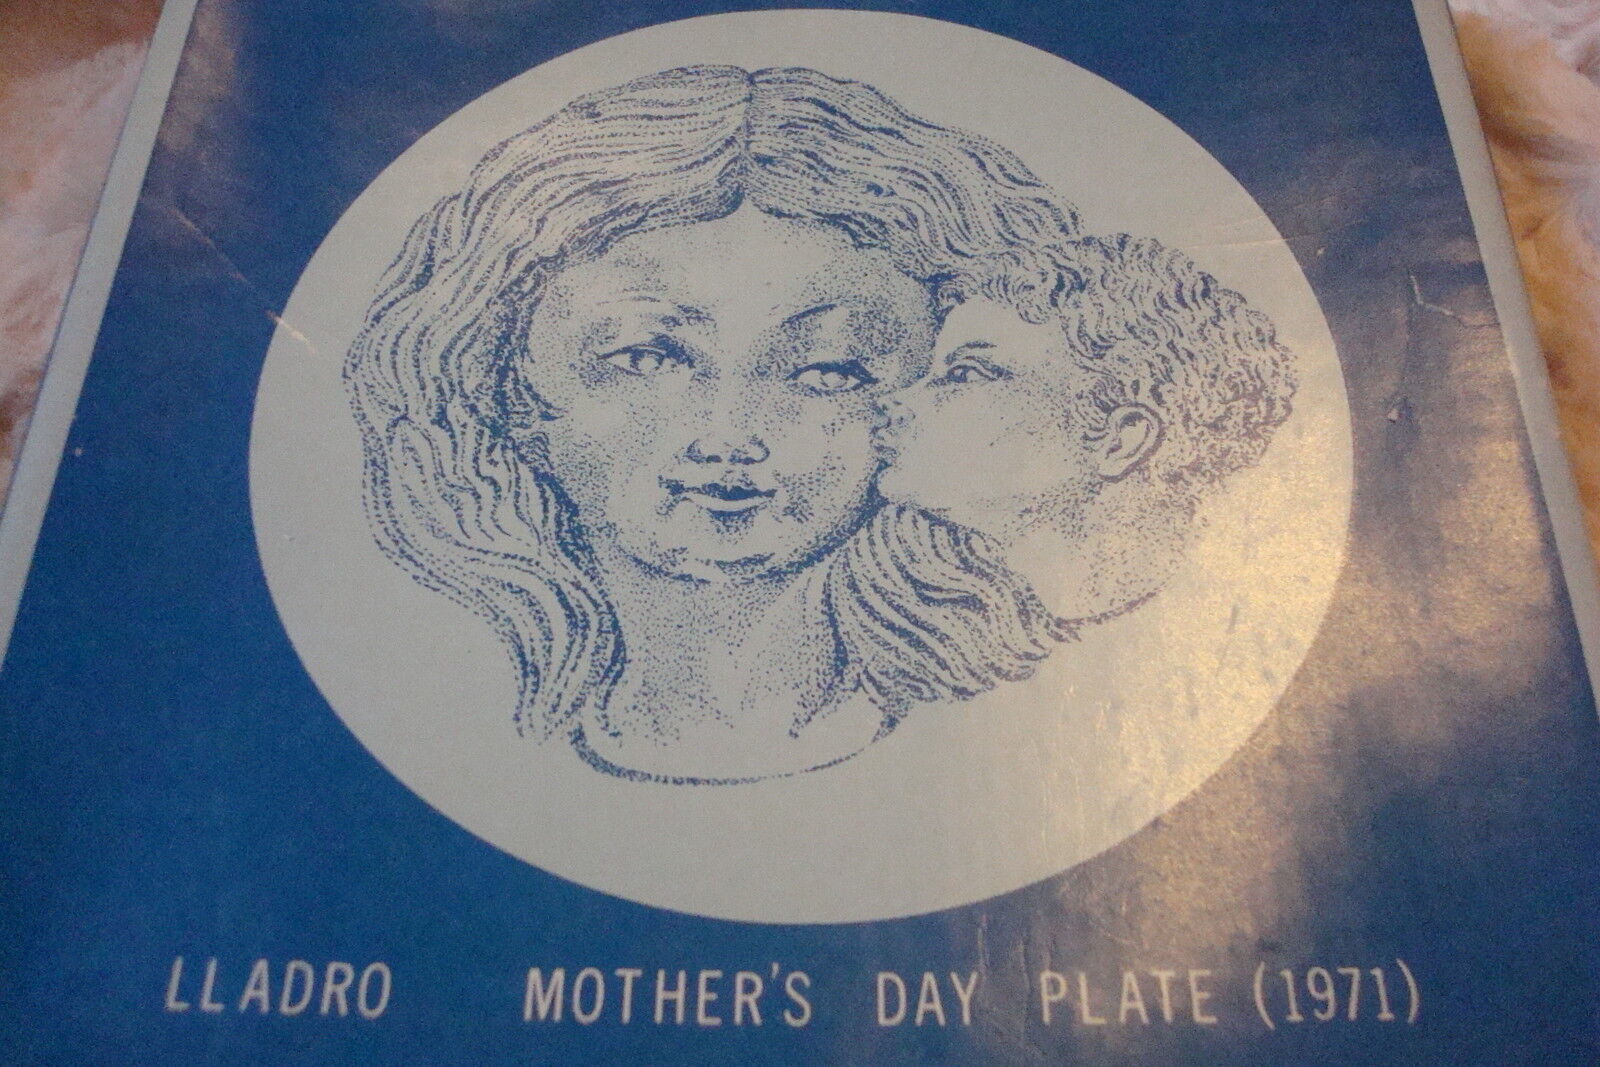 LLADRO MOTHER'S DAY PLATE (1971)